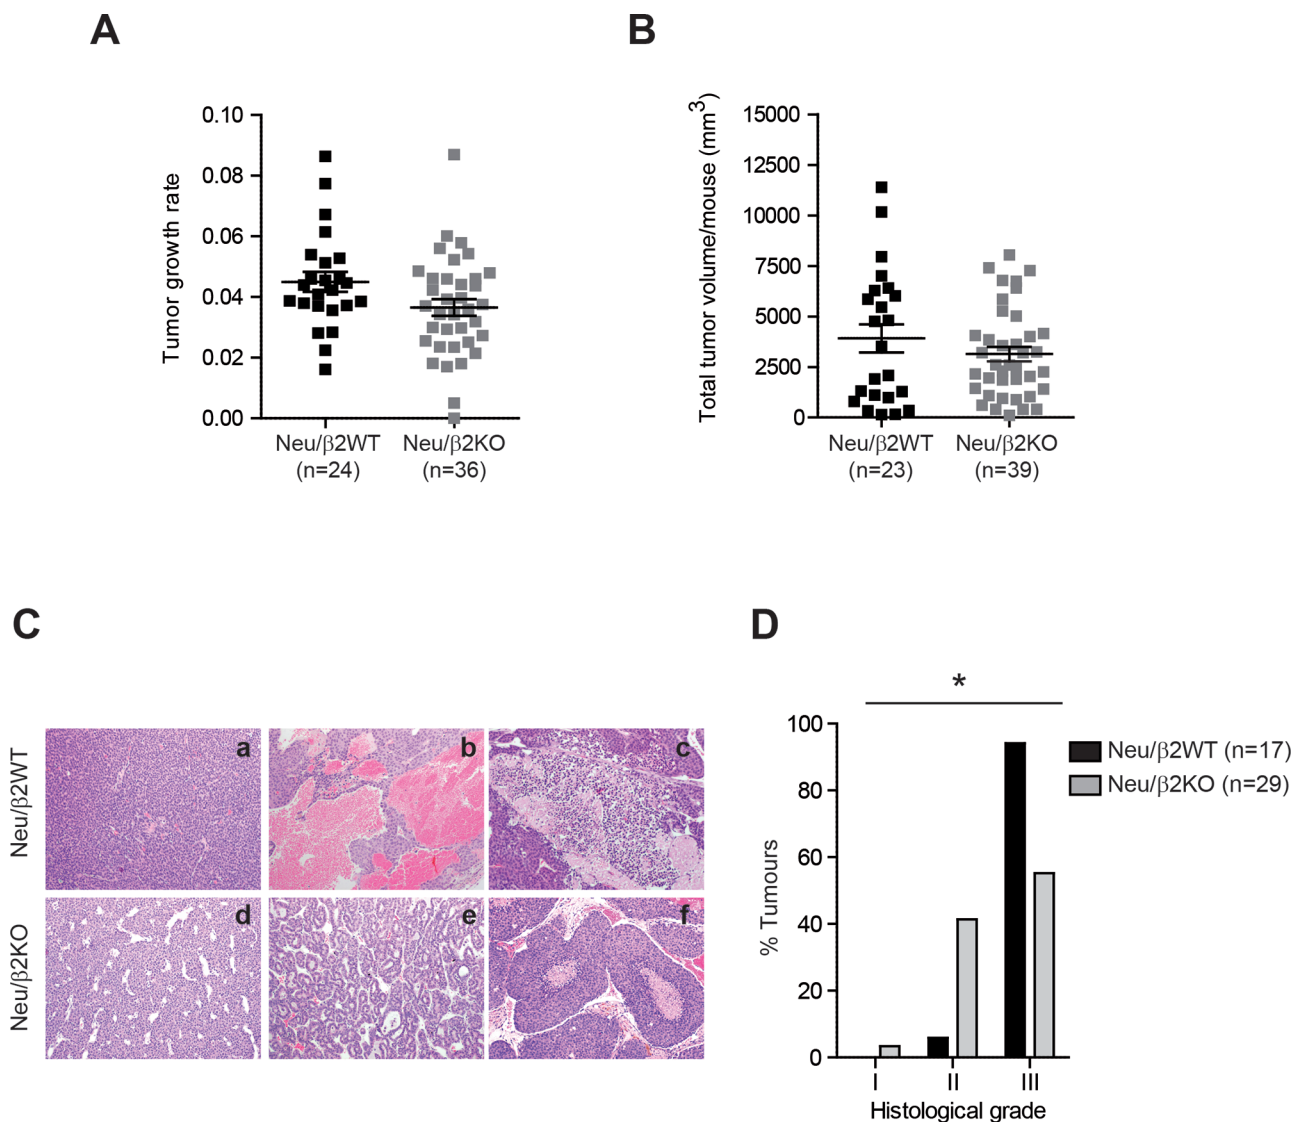 A
Tumor growth rate
0.10
0.08
0.06
0.04
0.02
0.00
Neu/β2WT
(n=24)
Neu/β2KO
(n=36)
B
Total tumor volume/mouse (mm³)
15000
12500
10000
7500
5000
2500
0
Neu/β2WT
(n=23)
Neu/β2KO
(n=39)
C
Neu/β2WT
a
b
c
Neu/β2KO
d
e
f
D
*
% Tumours
100
80
60
40
20
0
I
II
III
Histological grade
Neu/β2WT (n=17)
Neu/β2KO (n=29)